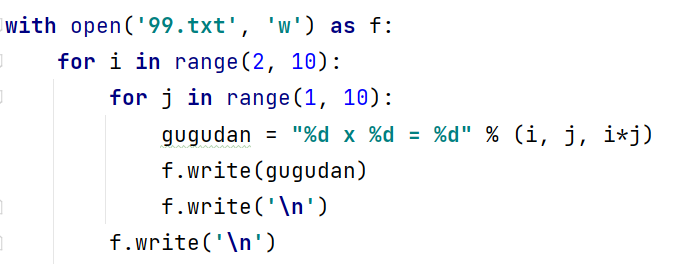 with open('99.txt', 'w') as f:
    for i in range(2, 10):
        for j in range(1, 10):
            gugudan = "%d x %d = %d" % (i, j, i*j)
            f.write(gugudan)
            f.write('\n')
        f.write('\n')